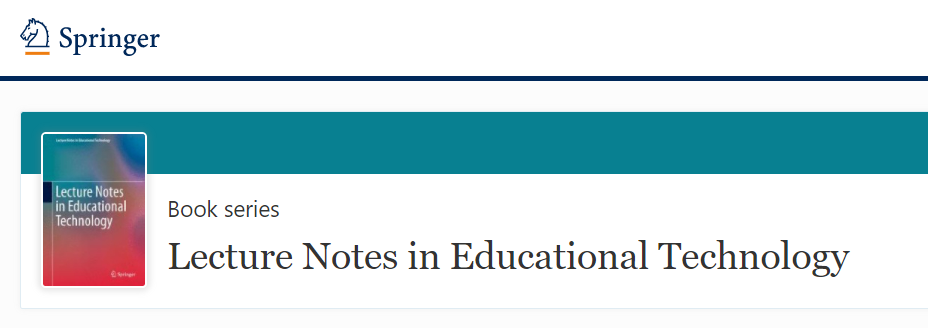 Springer
Lecture Notes in Educational Technology
Lecture Notes
in Educational
Technology
Springer
Book series
Lecture Notes in Educational Technology